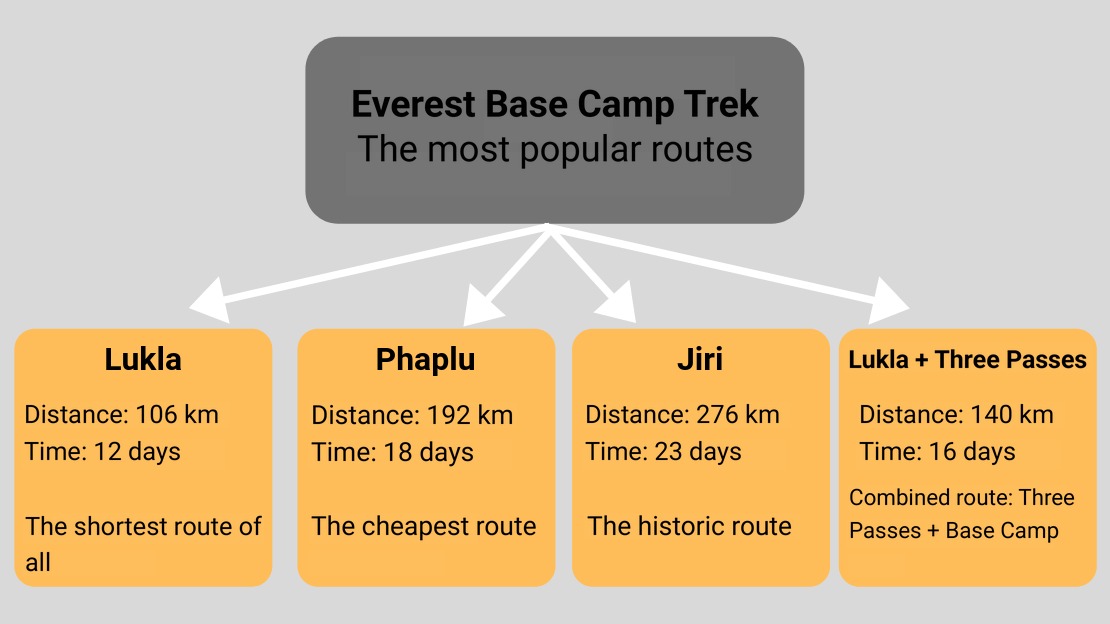 Everest Base Camp Trek
The most popular routes
Lukla
Distance: 106 km
Time: 12 days
The shortest route of
all
Phaplu
Distance: 192 km
Time: 18 days
The cheapest route
Jiri
Distance: 276 km
Time: 23 days
The historic route
Lukla + Three Passes
Distance: 140 km
Time: 16 days
Combined route: Three
Passes + Base Camp